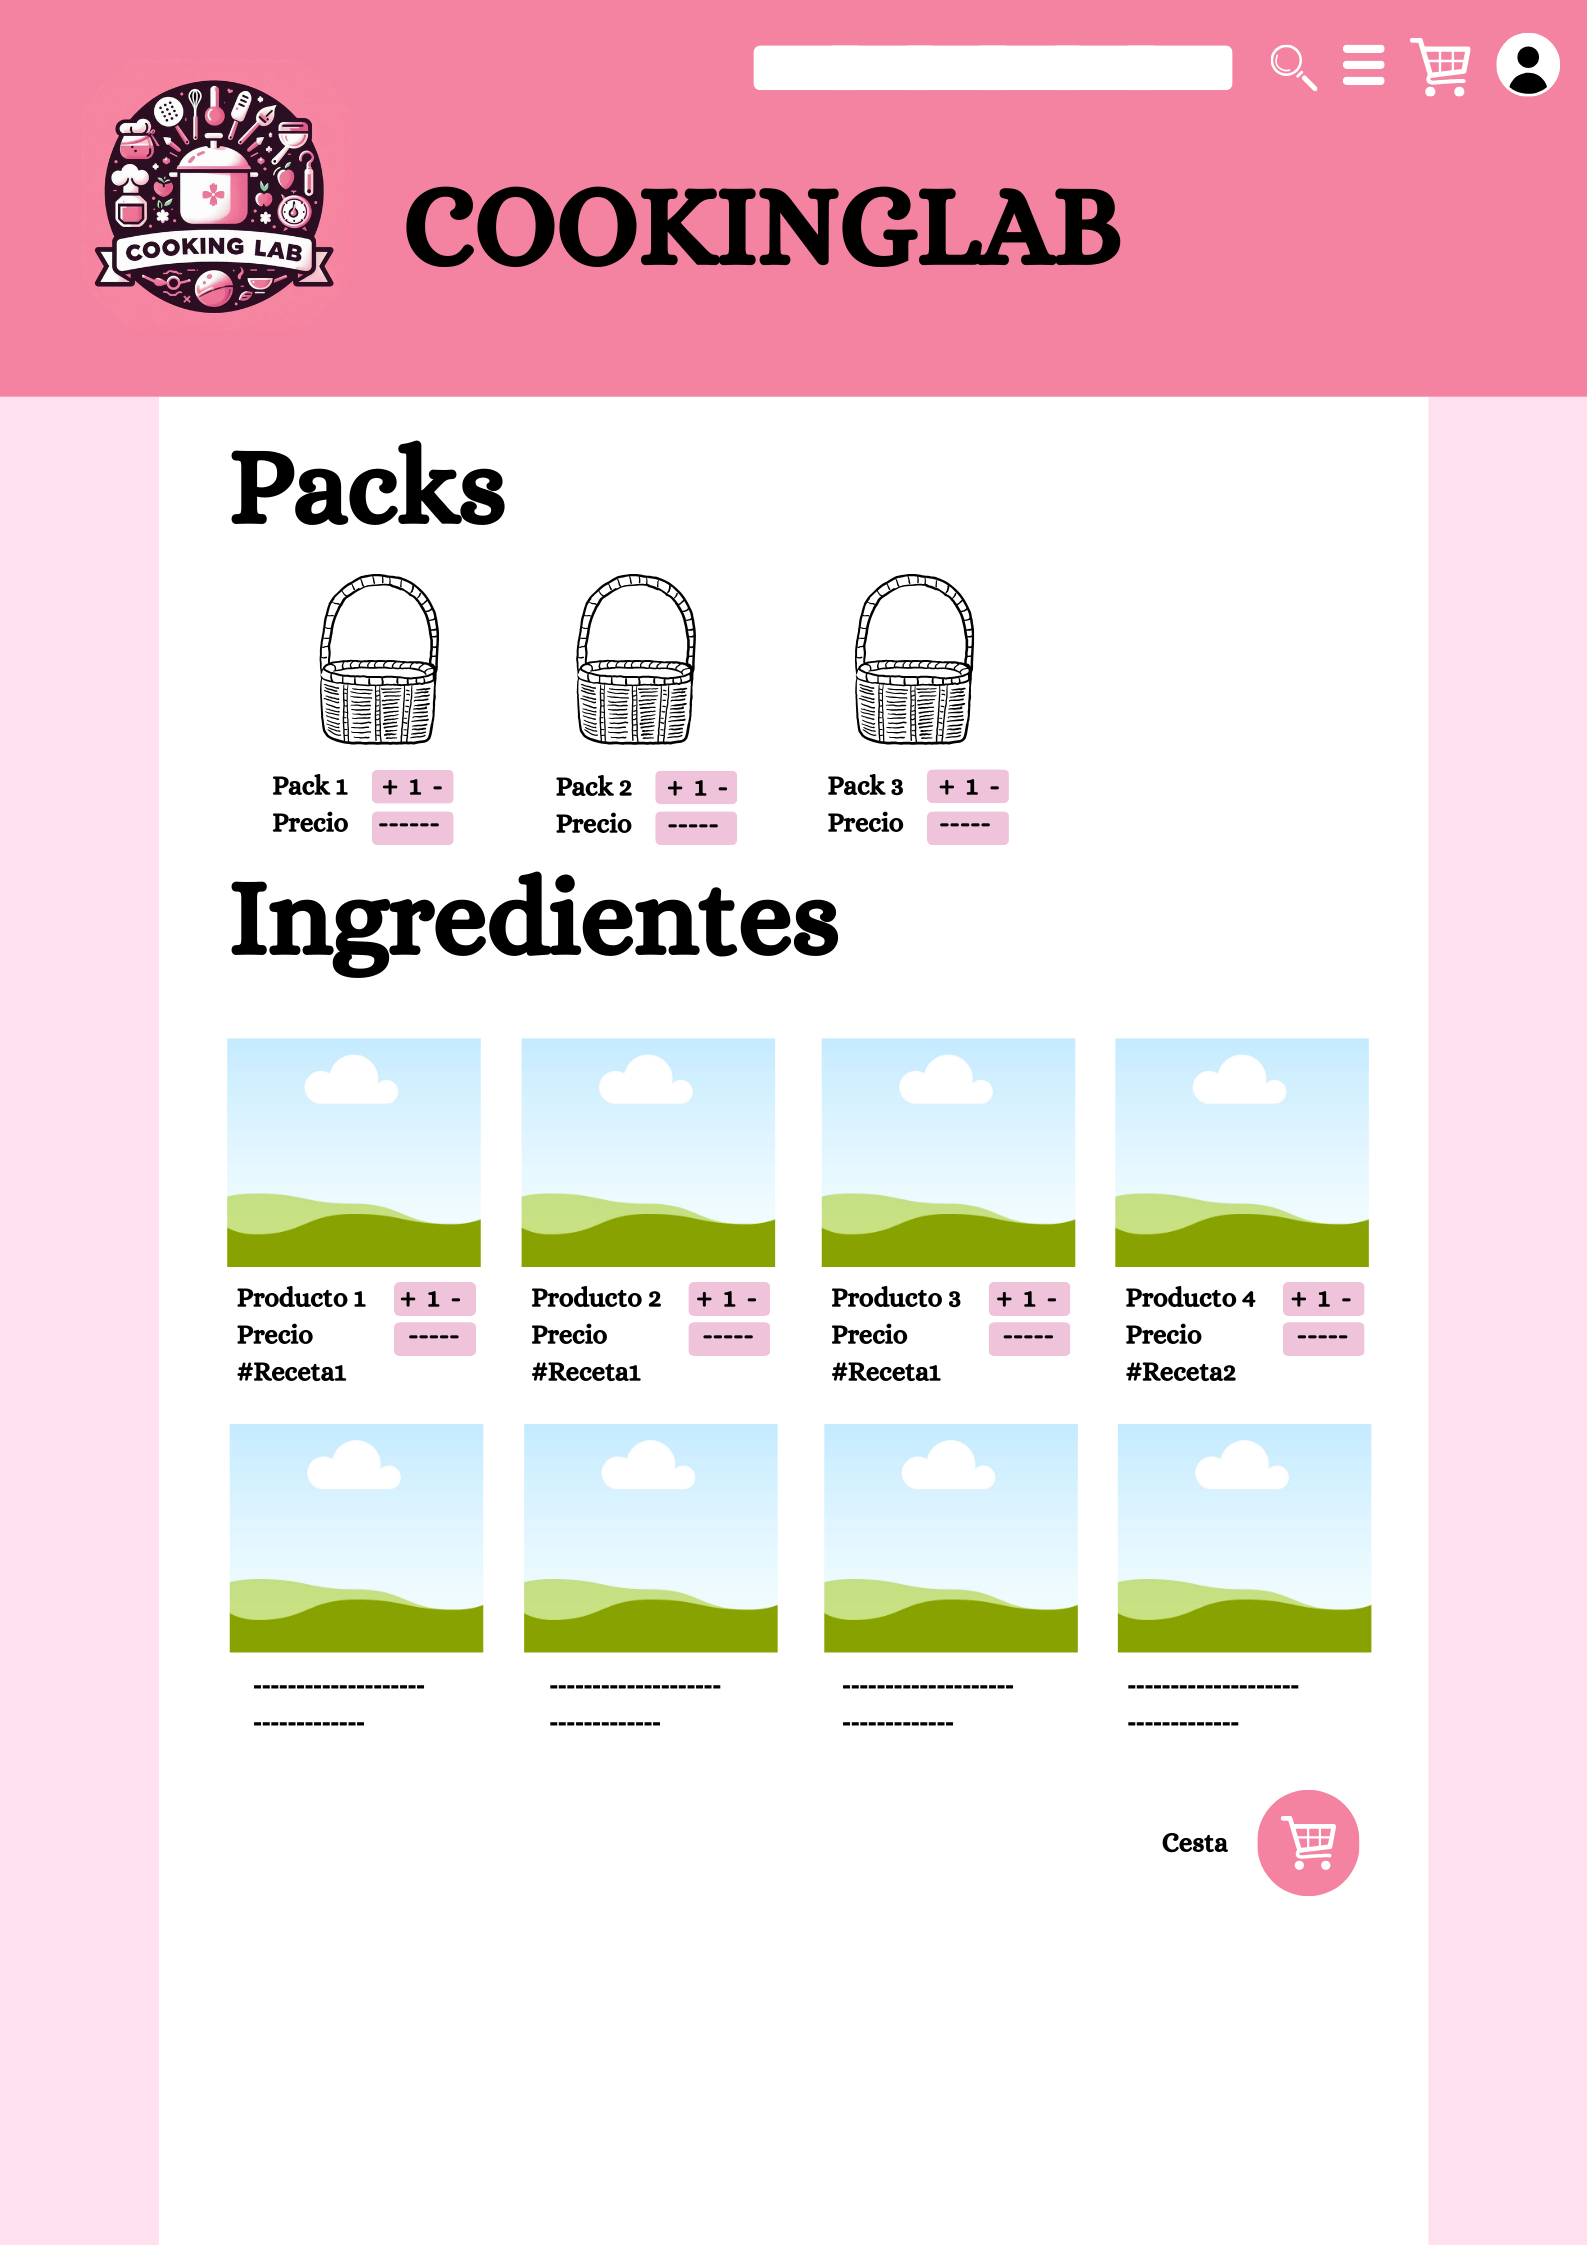 COOKING LAB
COOKINGLAB
Packs
Pack 1 + 1 -
Precio ------
Pack 2 + 1 -
Precio -----
Pack 3 + 1 -
Precio -----
Ingredientes
Producto 1 + 1 -
Precio -----
#Receta1
Producto 2 + 1 -
Precio -----
#Receta1
Producto 3 + 1 -
Precio -----
#Receta1
Producto 4 + 1 -
Precio -----
#Receta2
--------------------
-------------
--------------------
-------------
--------------------
-------------
--------------------
-------------
Cesta